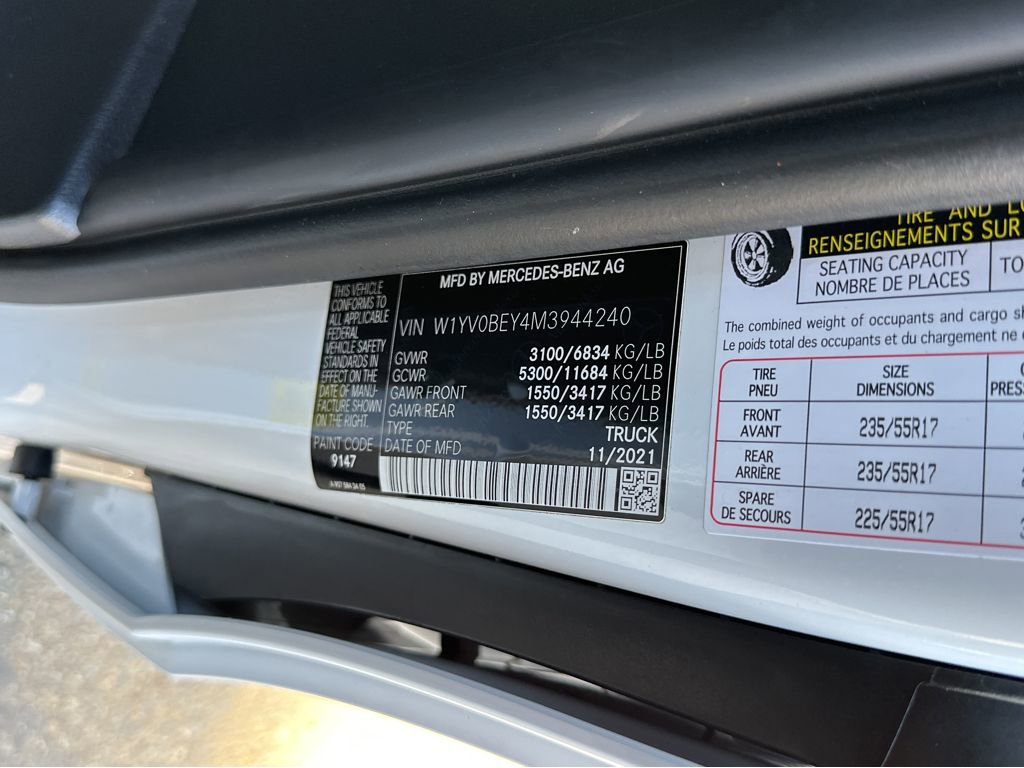 MFD BY MERCEDES-BENZ AG
THIS VEHICLE
CONFORMS TO
ALL APPLICABLE
FEDERAL
VEHICLE SAFETY
STANDARDS IN
EFFECT ON THE
DATE OF MANU-
FACTURE SHOWN
ON THE RIGHT.
PAINT CODE
9147
VIN W1YV0BEY4M3944240
GVWR 3100/6834 KG/LB
GCWR 5300/11684 KG/LB
GAWR FRONT 1550/3417 KG/LB
GAWR REAR 1550/3417 KG/LB
TYPE TRUCK
DATE OF MFD 11/2021
TIRE AND
RENSEIGNEMENTS SUR
SEATING CAPACITY
NOMBRE DE PLACES
TO
The combined weight of occupants and cargo sh
Le poids total des occupants et du chargement ne
TIRE
PNEU
SIZE
DIMENSIONS
PRES
FRONT
AVANT
235/55R17
REAR
ARRIÈRE
235/55R17
SPARE
DE SECOURS
225/55R17